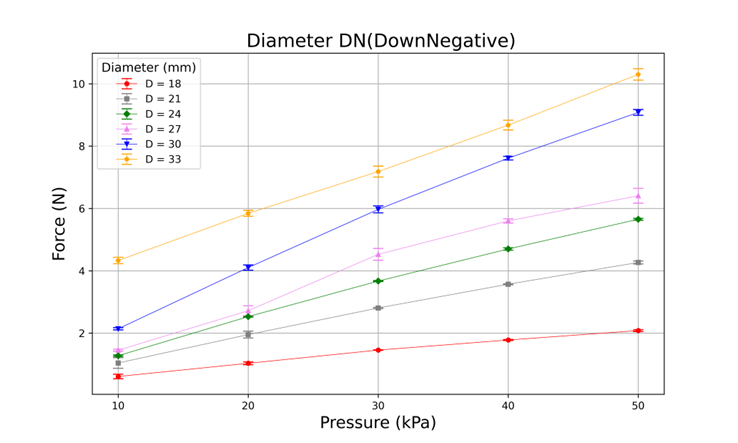 Diameter DN(DownNegative)
Diameter (mm)
D = 18
D = 21
D = 24
D = 27
D = 30
D = 33
Force (N)
10
8
6
4
2
10 20 30 40 50
Pressure (kPa)